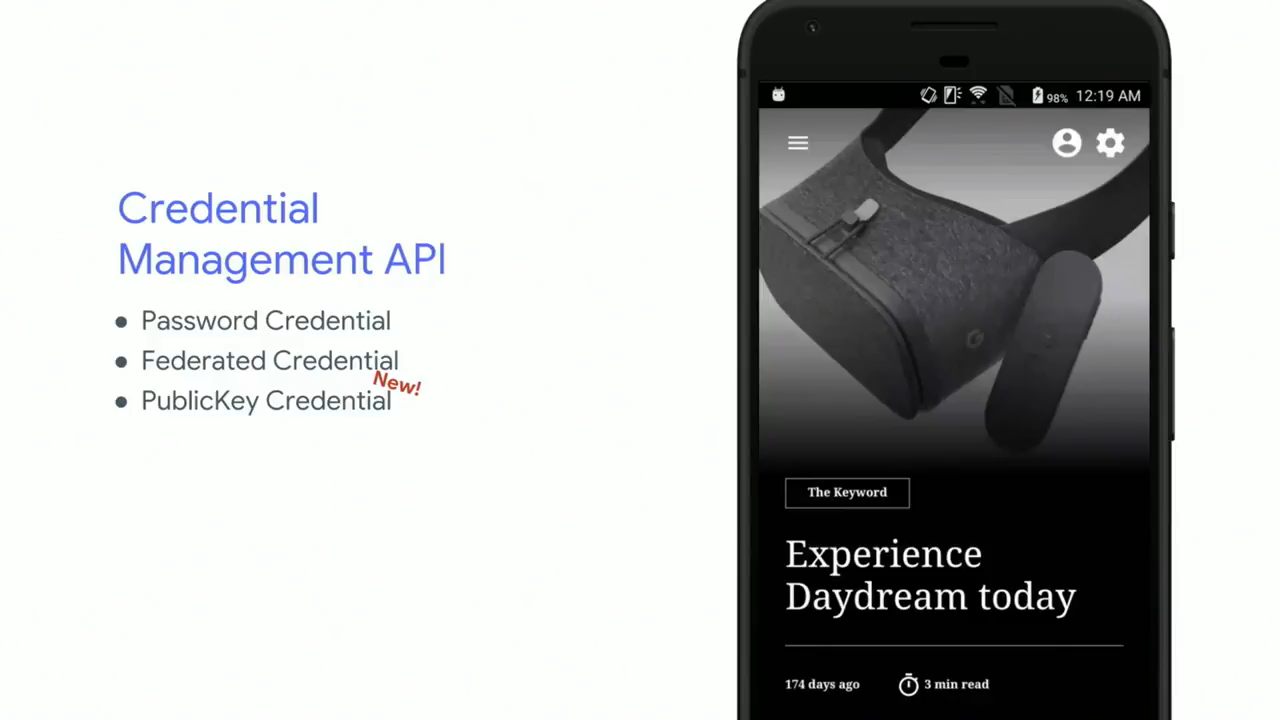 Credential
Management API
● Password Credential
● Federated Credential
New!
● PublicKey Credential
98% 12:19 AM
The Keyword
Experience
Daydream today
174 days ago 3 min read